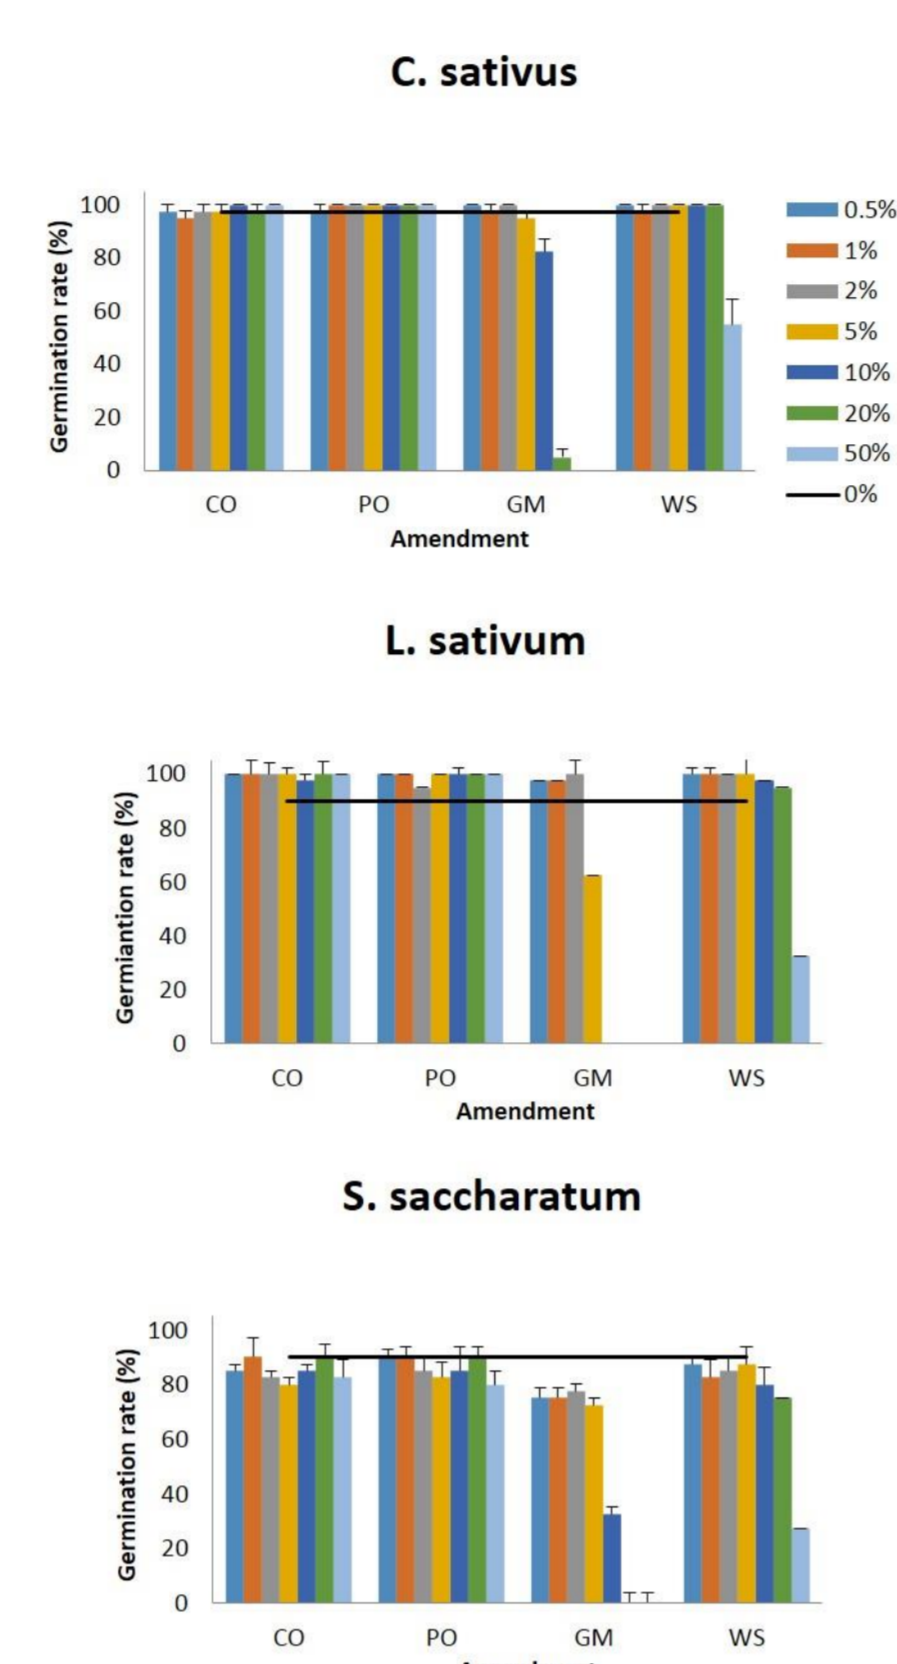 C. sativus
100
80
60
40
20
0
Germination rate (%)
CO PO GM WS
Amendment
0.5%
1%
2%
5%
10%
20%
50%
0%
L. sativum
100
80
60
40
20
0
Germiantion rate (%)
CO PO GM WS
Amendment
S. saccharatum
100
80
60
40
20
0
Germination rate (%)
CO PO GM WS